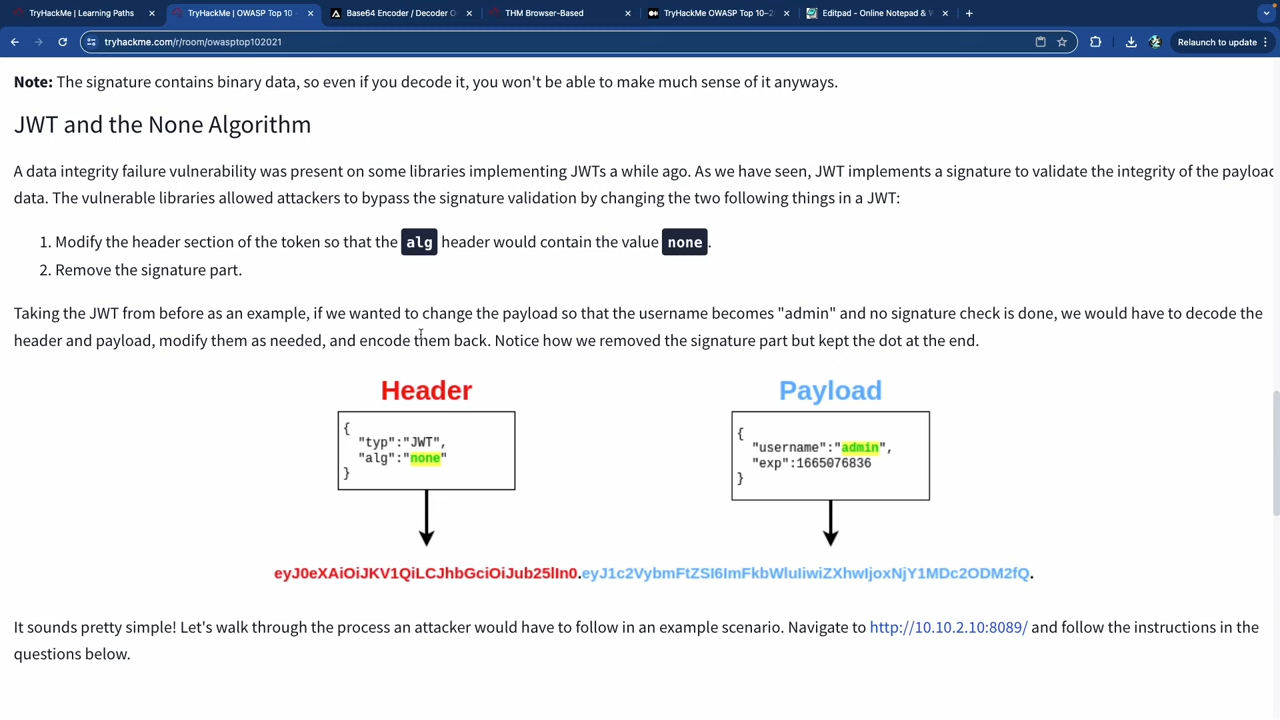 TryHackMe | Learning Paths
TryHackMe | OWASP Top 10 -
Base64 Encoder / Decoder O
THM Browser-Based
TryHackMe OWASP Top 10–2
Editpad - Online Notepad & W
tryhackme.com/r/room/owasptop102021
Relaunch to update
Note: The signature contains binary data, so even if you decode it, you won't be able to make much sense of it anyways.
JWT and the None Algorithm
A data integrity failure vulnerability was present on some libraries implementing JWTs a while ago. As we have seen, JWT implements a signature to validate the integrity of the payload
data. The vulnerable libraries allowed attackers to bypass the signature validation by changing the two following things in a JWT:
1. Modify the header section of the token so that the alg header would contain the value none.
2. Remove the signature part.
Taking the JWT from before as an example, if we wanted to change the payload so that the username becomes "admin" and no signature check is done, we would have to decode the
header and payload, modify them as needed, and encode them back. Notice how we removed the signature part but kept the dot at the end.
Header
Payload
{
"typ":"JWT",
"alg":"none"
}
{
"username":"admin",
"exp":1665076836
}
eyJ0eXAiOiJKV1QiLCJhbGciOiJub25lIn0.eyJ1c2VybmFtZSI6ImFkbWluIiwiZXhwIjoxNjY1MDc2ODM2fQ.
It sounds pretty simple! Let's walk through the process an attacker would have to follow in an example scenario. Navigate to http://10.10.2.10:8089/ and follow the instructions in the
questions below.